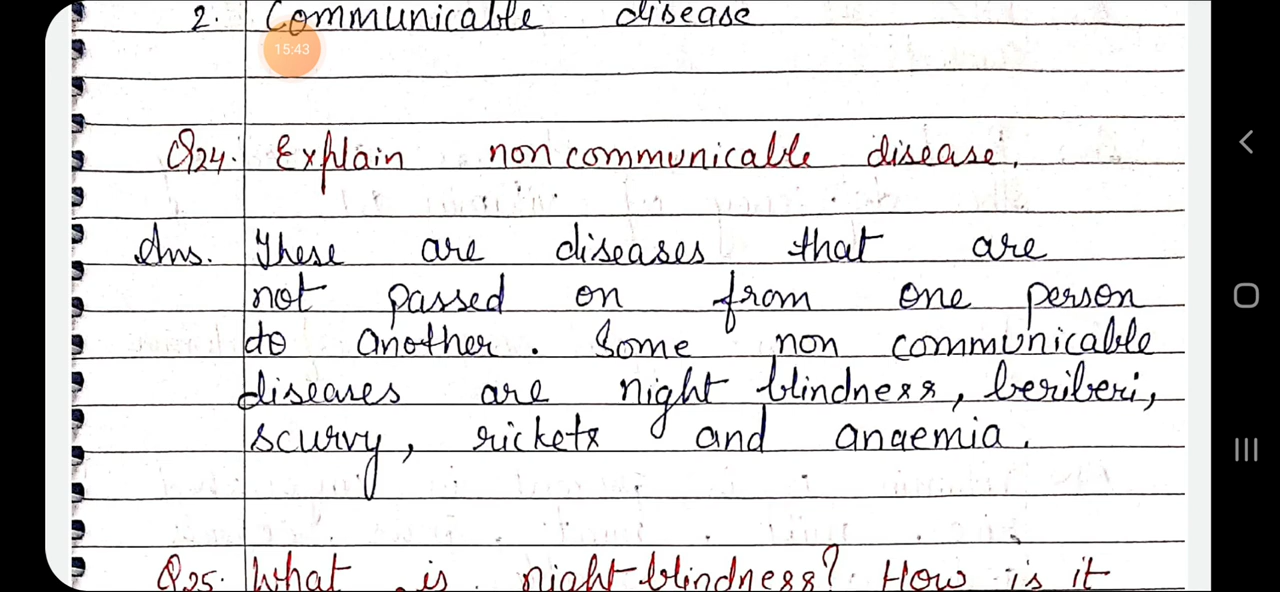 2. Communicable disease
15:43
Q24. Explain noncommunicable disease.
Ans. These are diseases that are
not passed on from one person
to another. Some non communicable
diseases are night blindness, beriberi,
scurvy, rickets and anaemia.
Q25. What is night blindness? How is it